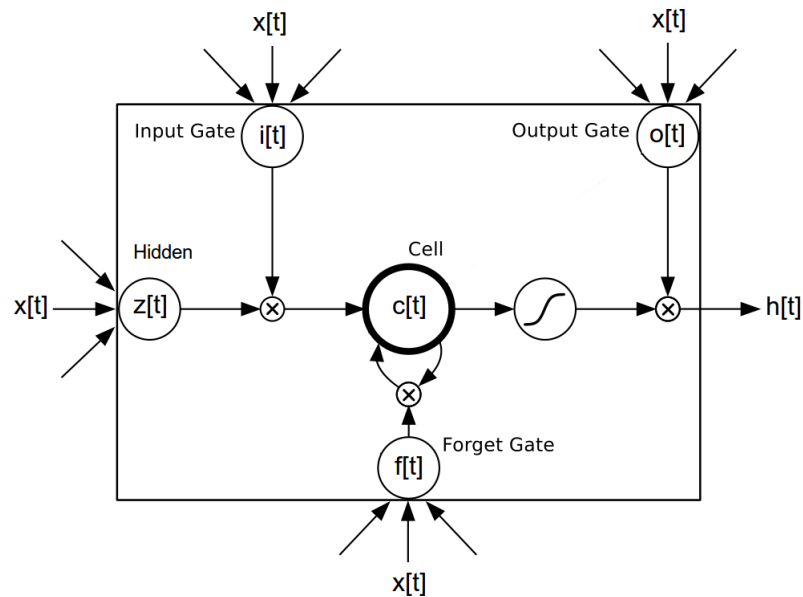 x[t]
x[t]
Input Gate
i[t]
Output Gate
o[t]
Hidden
Cell
x[t]
z[t]
c[t]
h[t]
Forget Gate
f[t]
x[t]